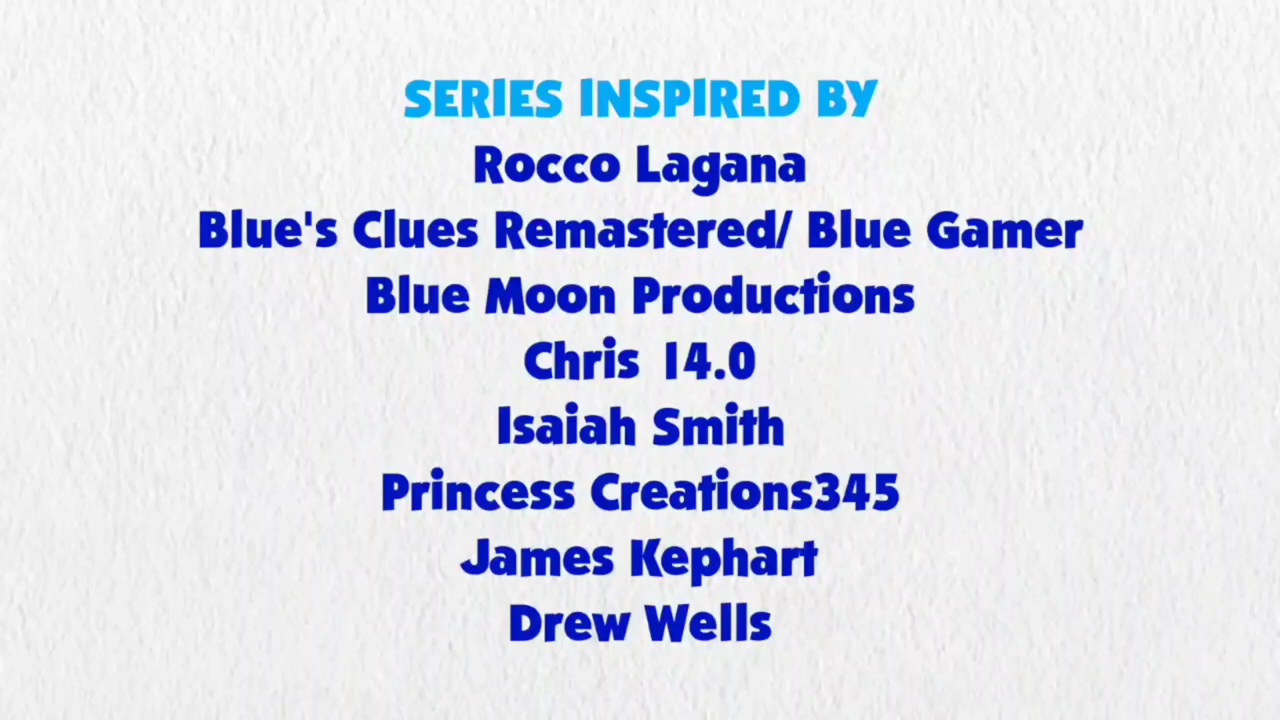 SERIES INSPIRED BY
Rocco Lagana
Blue's Clues Remastered/ Blue Gamer
Blue Moon Productions
Chris 14.0
Isaiah Smith
Princess Creations345
James Kephart
Drew Wells